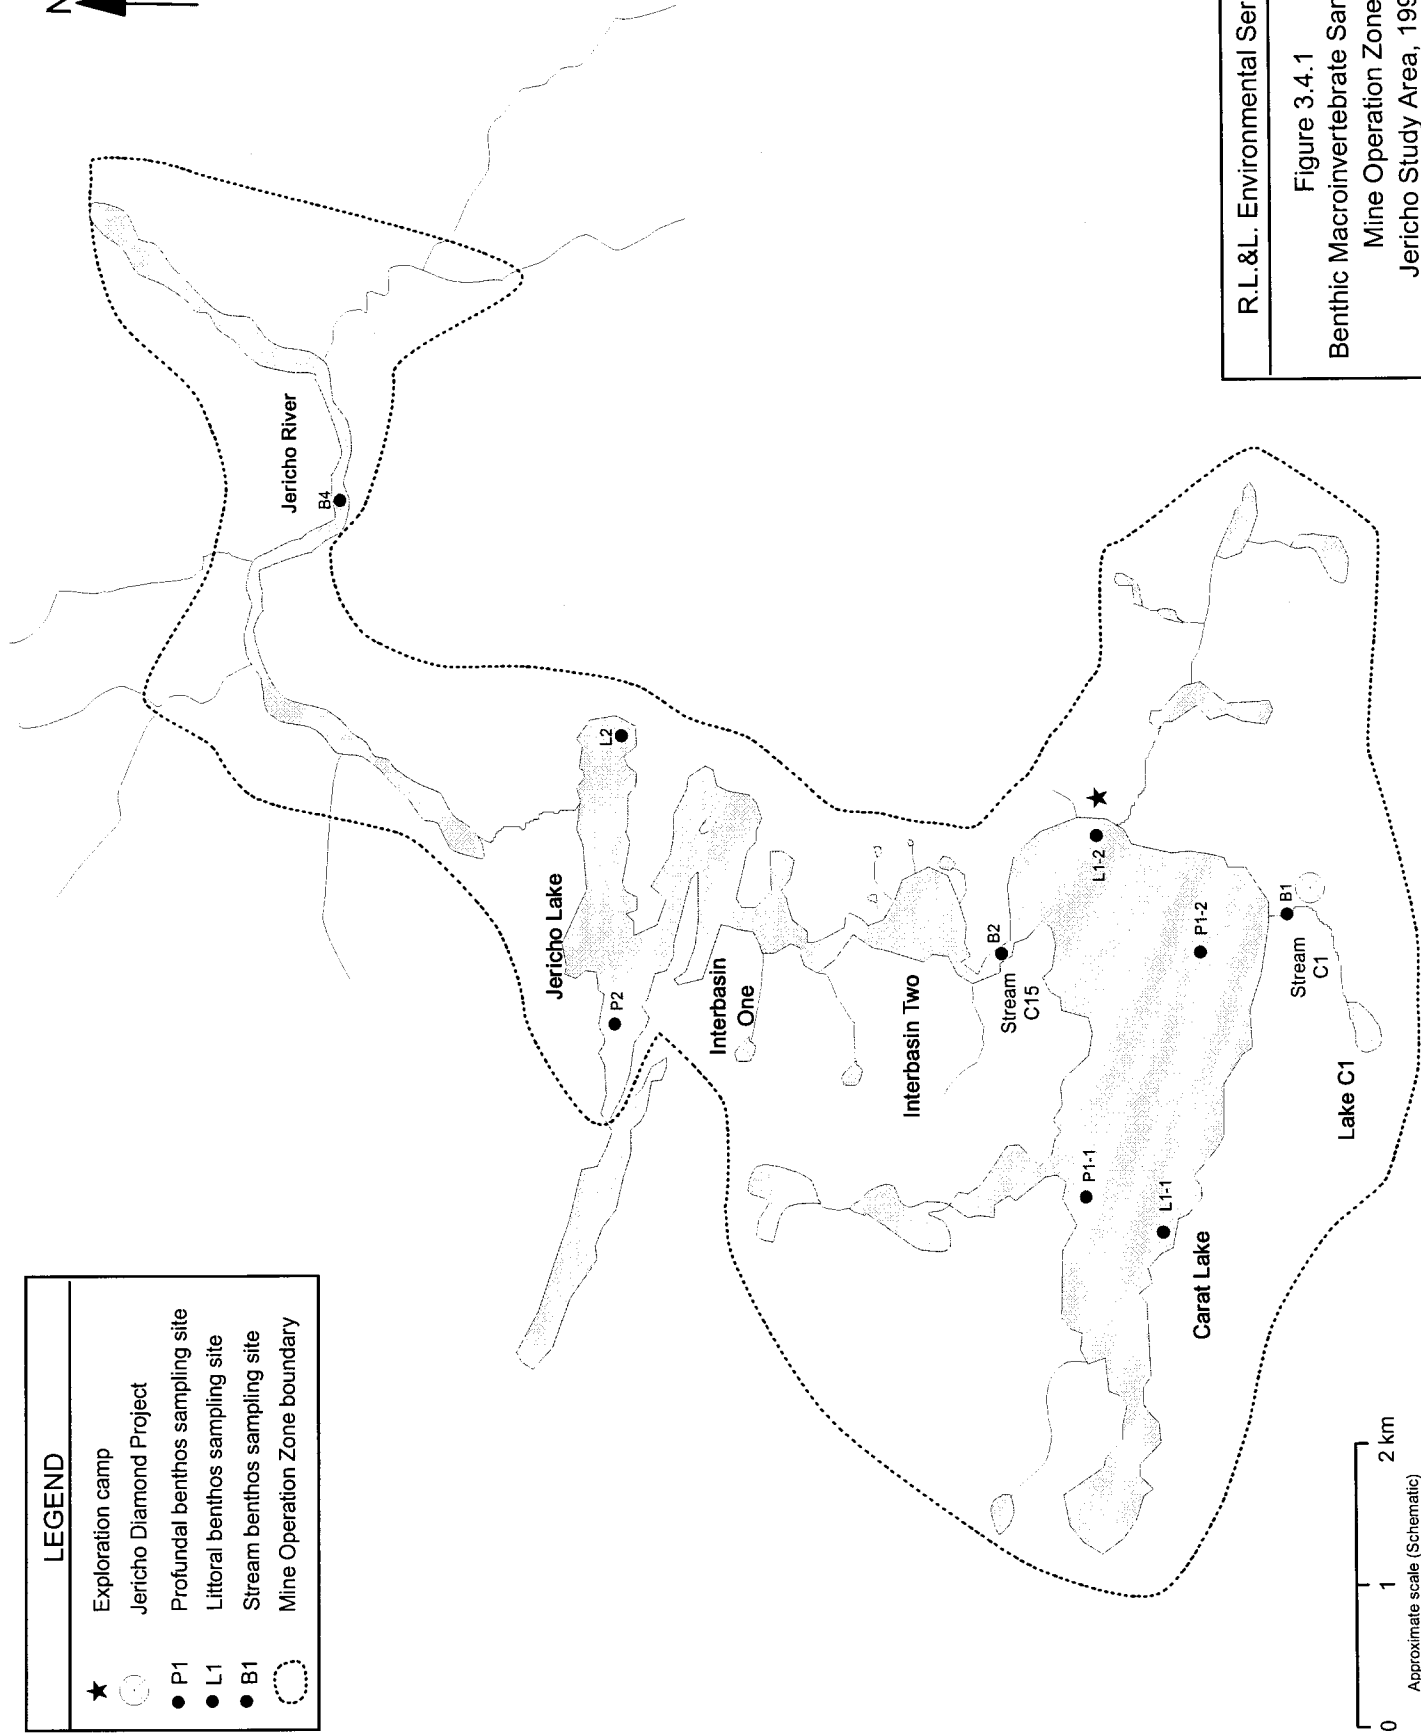 N
LEGEND
Exploration camp
Jericho Diamond Project
P1 Profundal benthos sampling site
L1 Littoral benthos sampling site
B1 Stream benthos sampling site
Mine Operation Zone boundary
Jericho River
B4
Jericho Lake
L2
P2
Interbasin
One
Interbasin Two
B2
Stream
C15
L1-2
P1-2
P1-1
L1-1
Carat Lake
B1
Stream
C1
Lake C1
0 1 2 km
Approximate scale (Schematic)
R.L.&L. Environmental Ser
Figure 3.4.1
Benthic Macroinvertebrate Sar
Mine Operation Zone
Jericho Study Area, 199